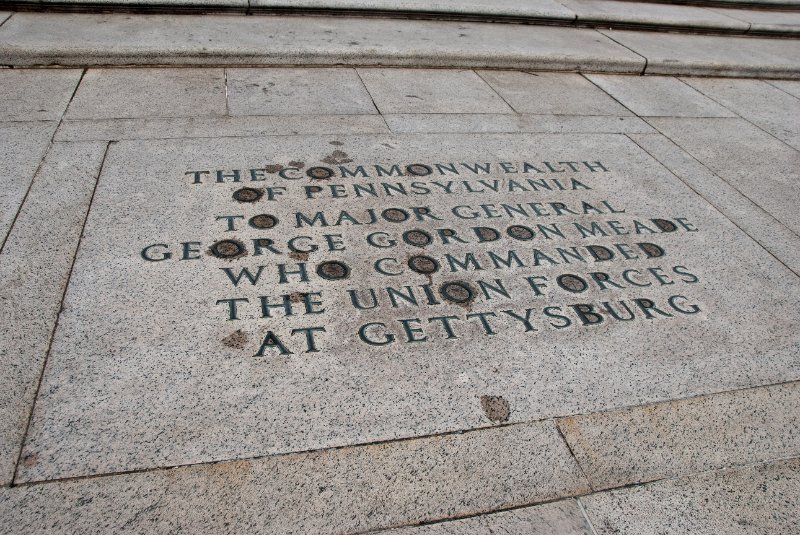 THE COMMONWEALTH
OF PENNSYLVANIA
TO MAJOR GENERAL
GEORGE GORDON MEADE
WHO COMMANDED
THE UNION FORCES
AT GETTYSBURG